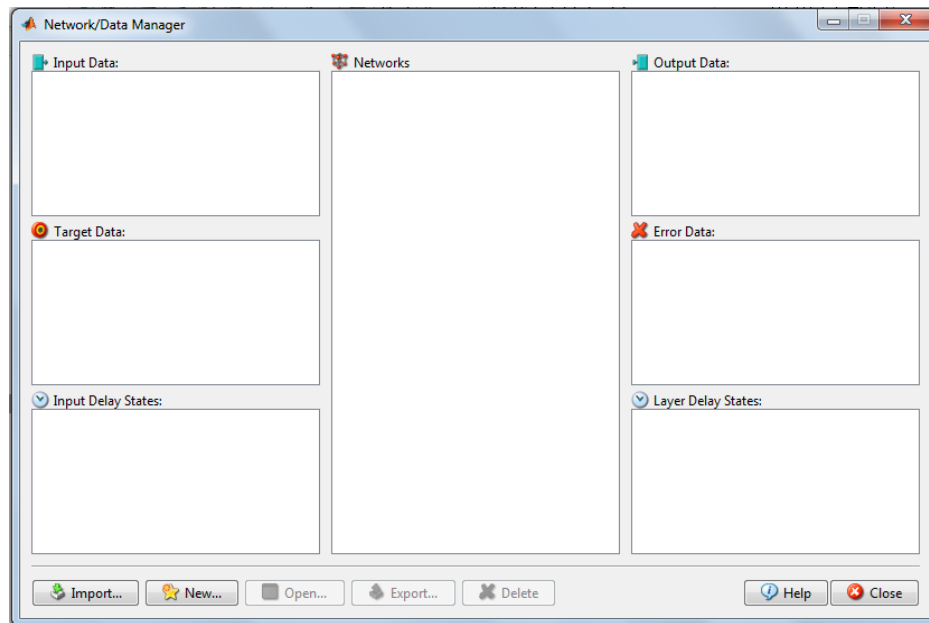 Network/Data Manager
Input Data:
Networks
Output Data:
Target Data:
Error Data:
Input Delay States:
Layer Delay States:
Import... New... Open... Export... Delete Help Close